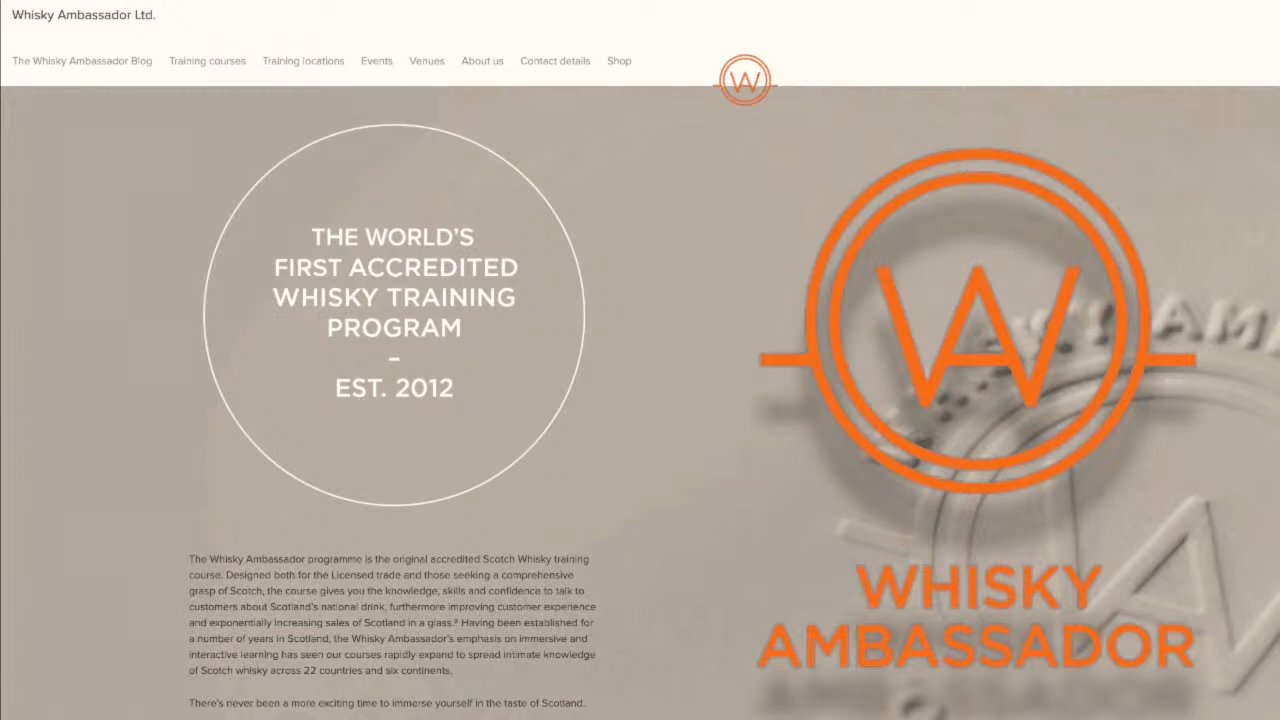 Whisky Ambassador Ltd.
The Whisky Ambassador Blog Training courses Training locations Events Venues About us Contact details Shop
WA
THE WORLD'S
FIRST ACCREDITED
WHISKY TRAINING
PROGRAM
–
EST. 2012
WA
WHISKY
AMBASSADOR
The Whisky Ambassador programme is the original accredited Scotch Whisky training
course. Designed both for the Licensed trade and those seeking a comprehensive
grasp of Scotch, the course gives you the knowledge, skills and confidence to talk to
customers about Scotland's national drink, furthermore improving customer experience
and exponentially increasing sales of Scotland in a glass.* Having been established for
a number of years in Scotland, the Whisky Ambassador's emphasis on immersive and
interactive learning has seen our courses rapidly expand to spread intimate knowledge
of Scotch whisky across 22 countries and six continents.
There's never been a more exciting time to immerse yourself in the taste of Scotland.